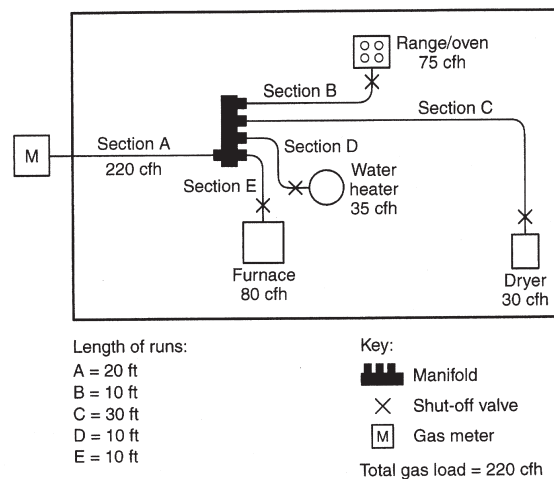 Range/oven
75 cfh
Section B
Section C
Section A
220 cfh
M
Section D
Section E
Water
heater
35 cfh
Furnace
80 cfh
Dryer
30 cfh
Length of runs:
A = 20 ft
B = 10 ft
C = 30 ft
D = 10 ft
E = 10 ft
Key:
Manifold
Shut-off valve
M Gas meter
Total gas load = 220 cfh